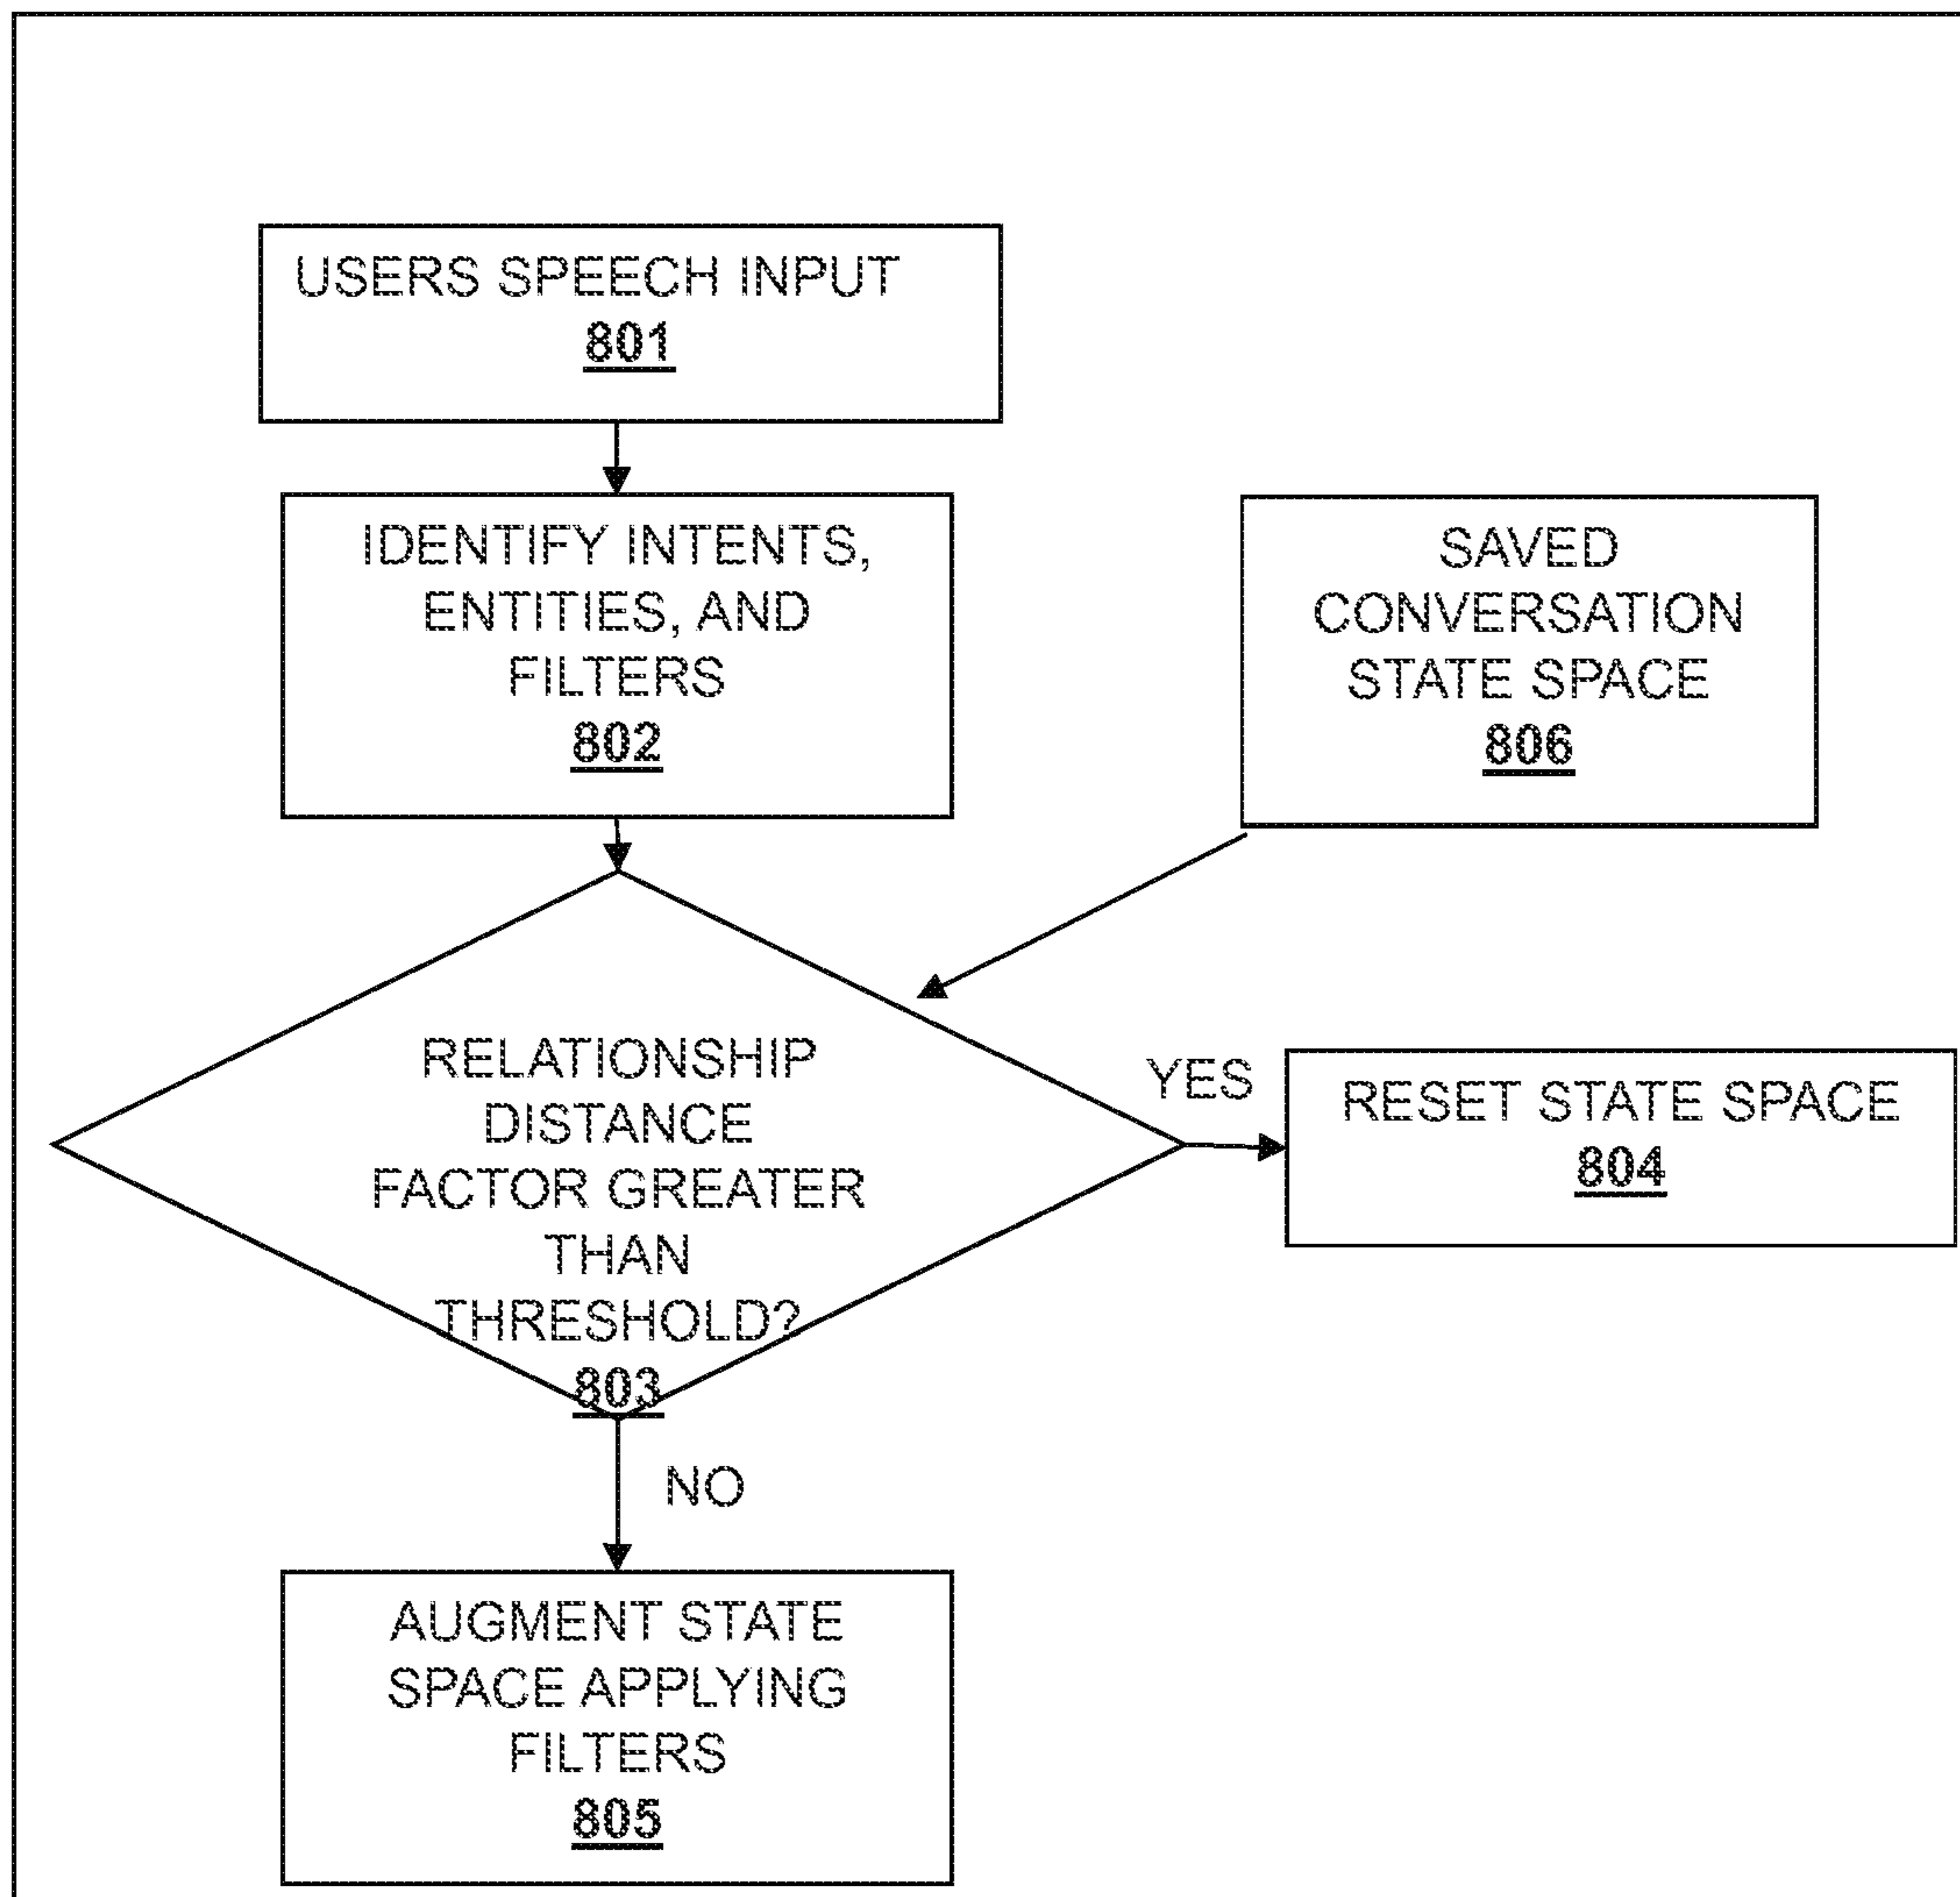 USERS SPEECH INPUT
801
IDENTIFY INTENTS,
ENTITIES, AND
FILTERS
802
SAVED
CONVERSATION
STATE SPACE
806
RELATIONSHIP
DISTANCE
FACTOR GREATER
THAN
THRESHOLD?
803
YES
RESET STATE SPACE
804
NO
AUGMENT STATE
SPACE APPLYING
FILTERS
805